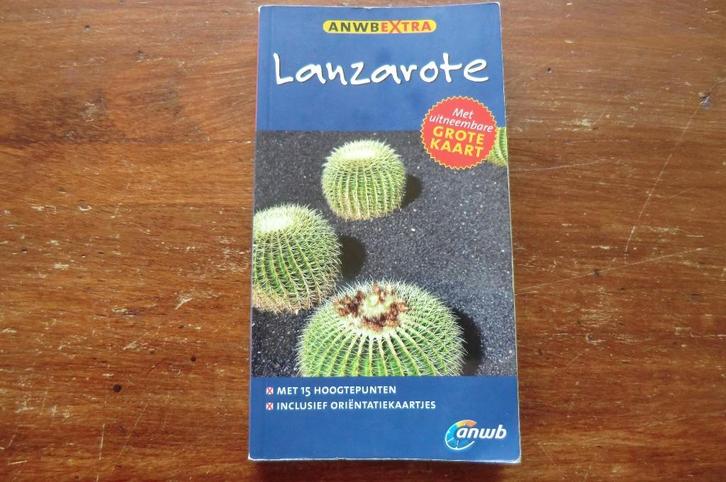 ANWBEXTRA
Lanzarote
Met
uitneembare
GROTE
KAART
MET 15 HOOGTEPUNTEN
INCLUSIEF ORIËNTATIEKAARTJES
anwb